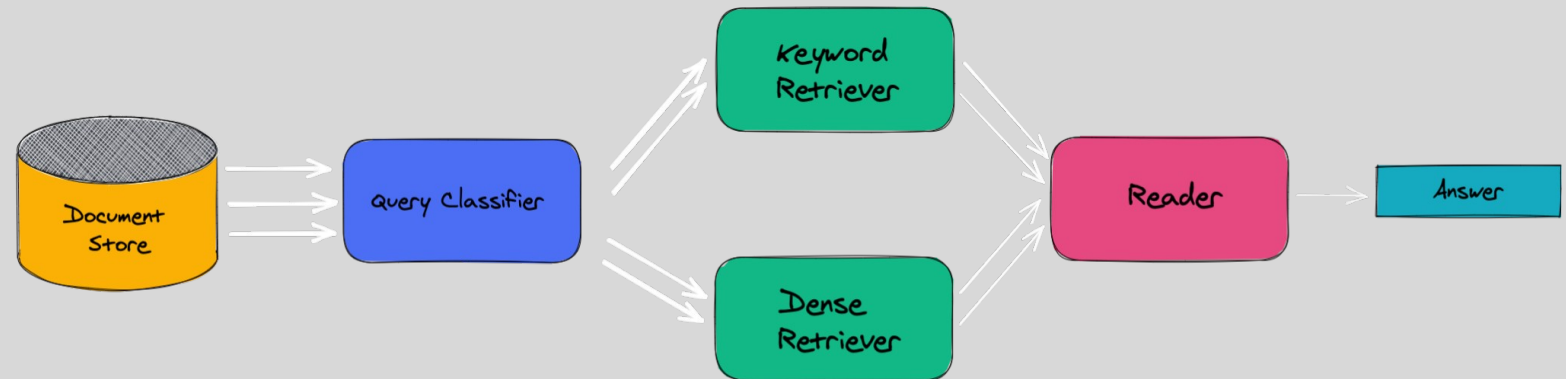 Document
Store
Query Classifier
Keyword
Retriever
Dense
Retriever
Reader
Answer